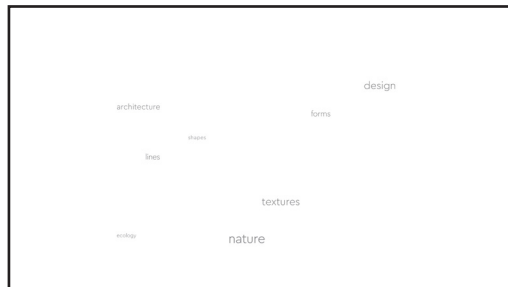 design
architecture
forms
shapes
lines
textures
ecology
nature